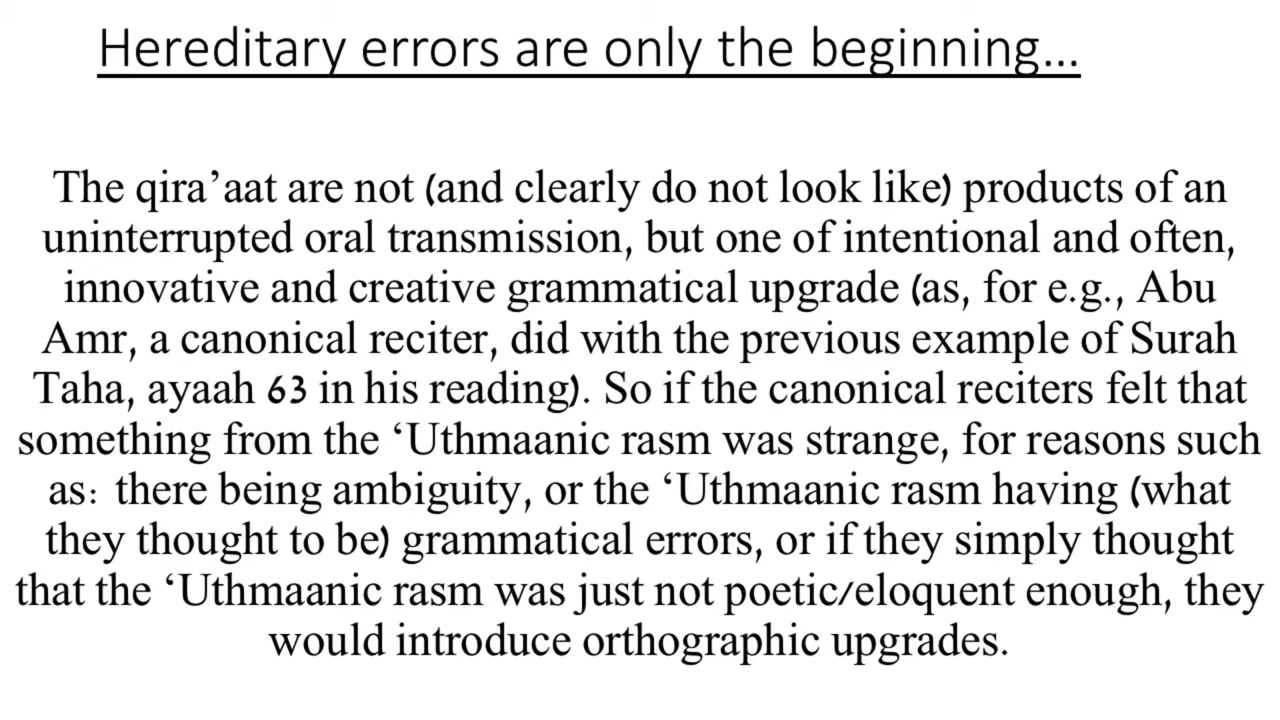 Hereditary errors are only the beginning...
The qira’aat are not (and clearly do not look like) products of an
uninterrupted oral transmission, but one of intentional and often,
innovative and creative grammatical upgrade (as, for e.g., Abu
Amr, a canonical reciter, did with the previous example of Surah
Taha, ayaah 63 in his reading). So if the canonical reciters felt that
something from the ‘Uthmaanic rasm was strange, for reasons such
as: there being ambiguity, or the ‘Uthmaanic rasm having (what
they thought to be) grammatical errors, or if they simply thought
that the ‘Uthmaanic rasm was just not poetic/eloquent enough, they
would introduce orthographic upgrades.